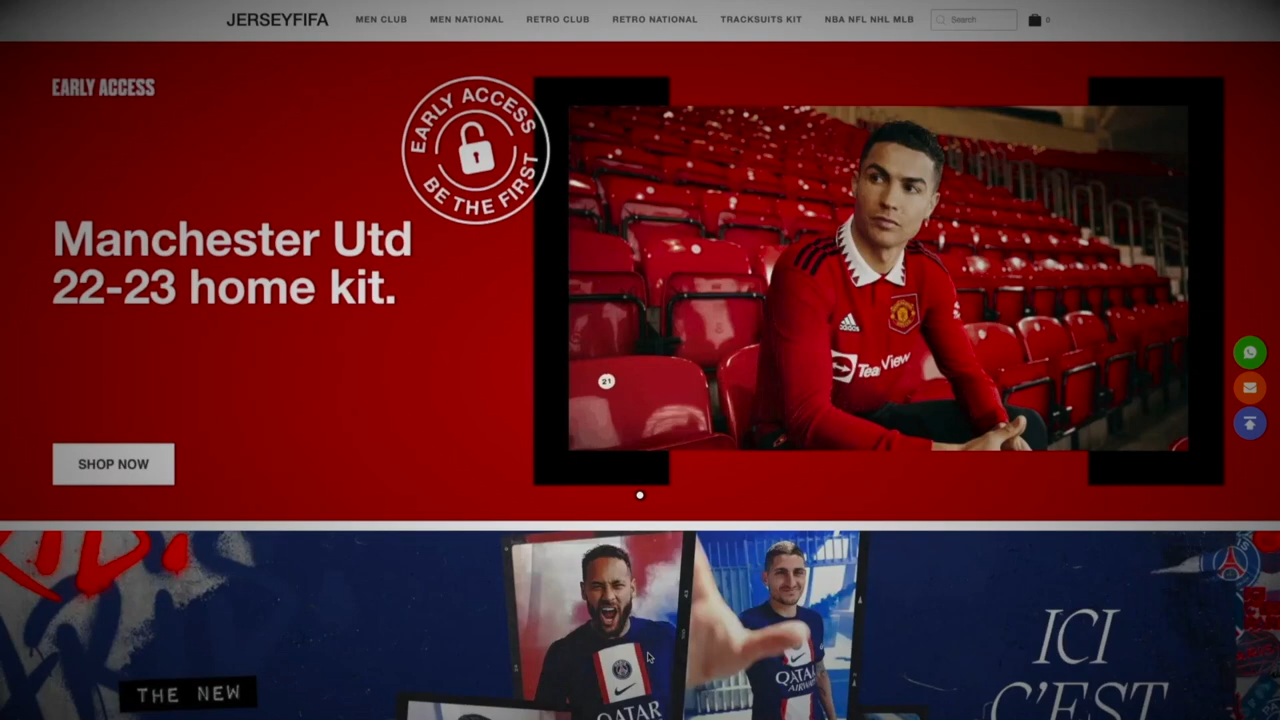 JERSEYFIFA
MEN CLUB
MEN NATIONAL
RETRO CLUB
RETRO NATIONAL
TRACKSUITS KIT
NBA NFL NHL MLB
Search
0
EARLY ACCESS
EARLY ACCESS
BE THE FIRST
Manchester Utd
22-23 home kit.
adidas
TeamViewer
21
SHOP NOW
THE NEW
QATAR
QATAR
AIRWAYS
ICI
C'EST